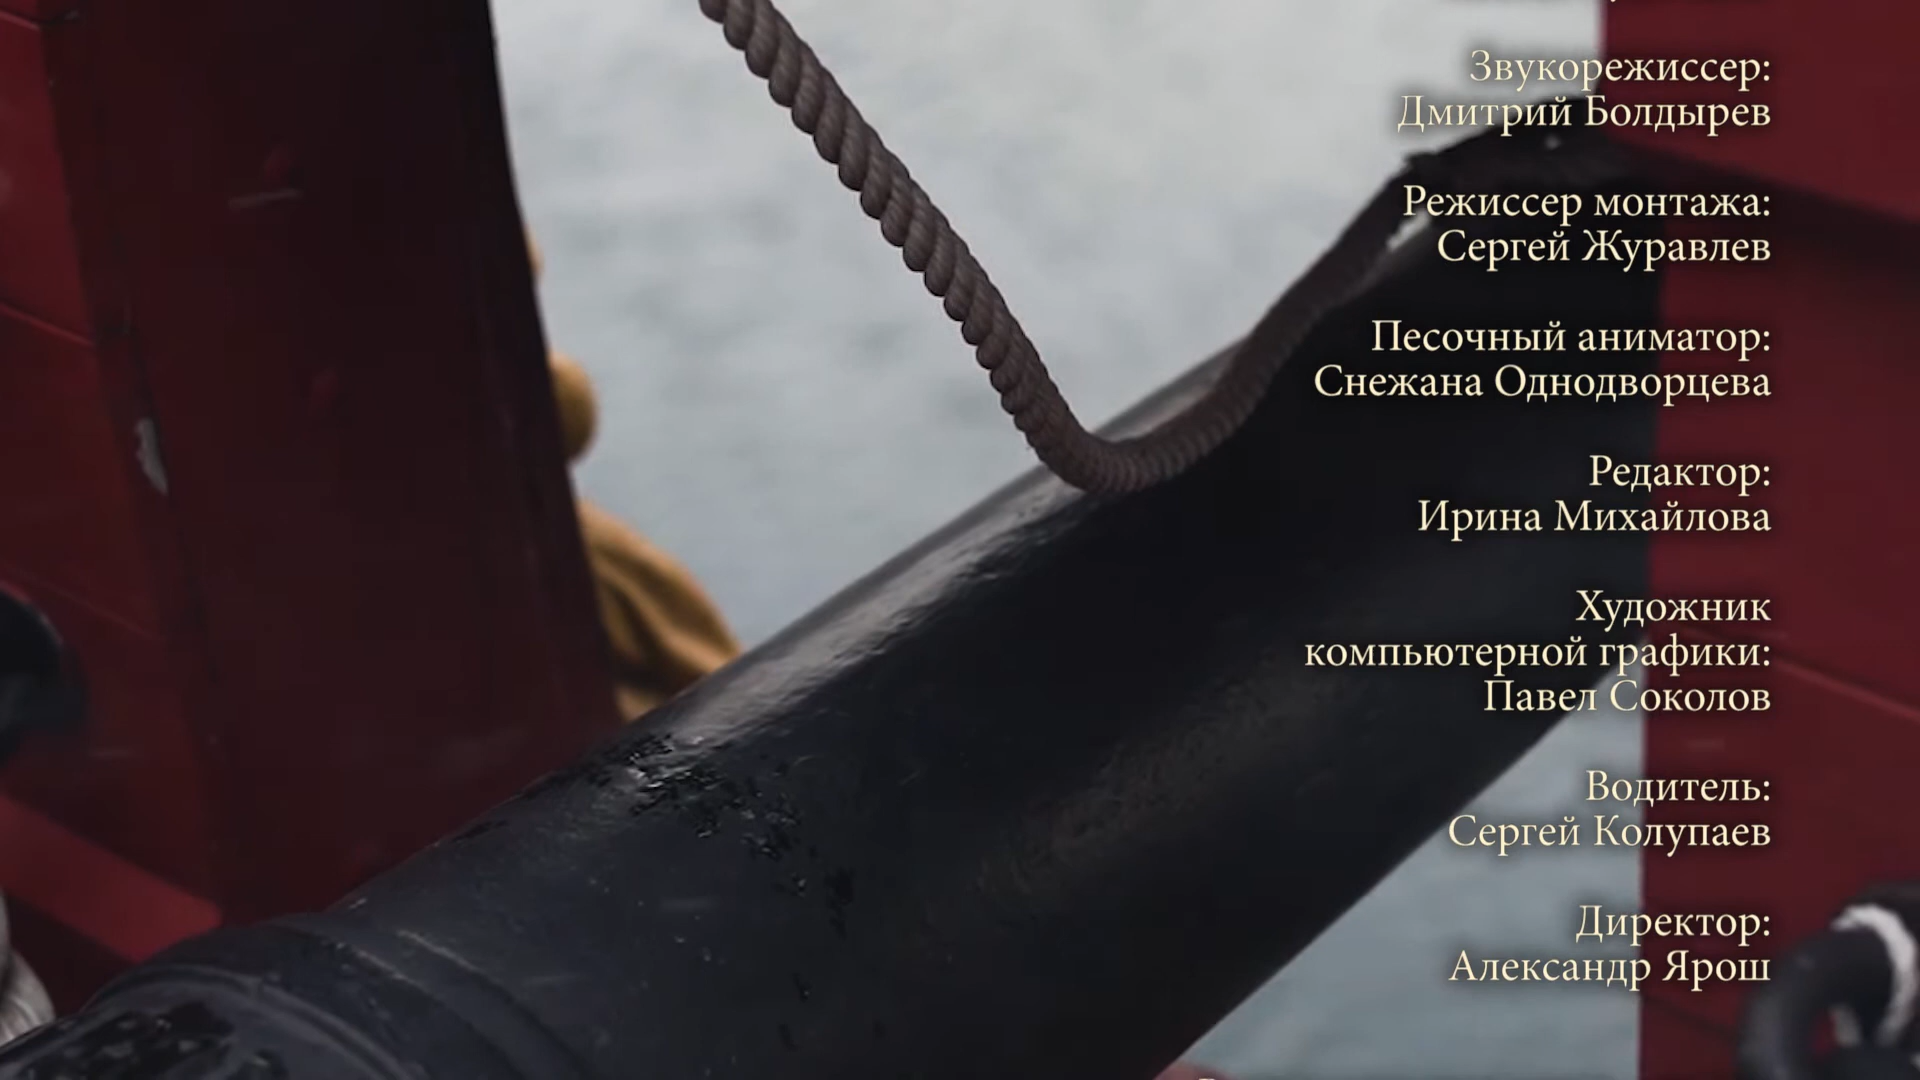 Звукорежиссер:
Дмитрий Болдырев
Режиссер монтажа:
Сергей Журавлев
Песочный аниматор:
Снежана Однодворцева
Редактор:
Ирина Михайлова
Художник
компьютерной графики:
Павел Соколов
Водитель:
Сергей Колупаев
Директор:
Александр Ярош